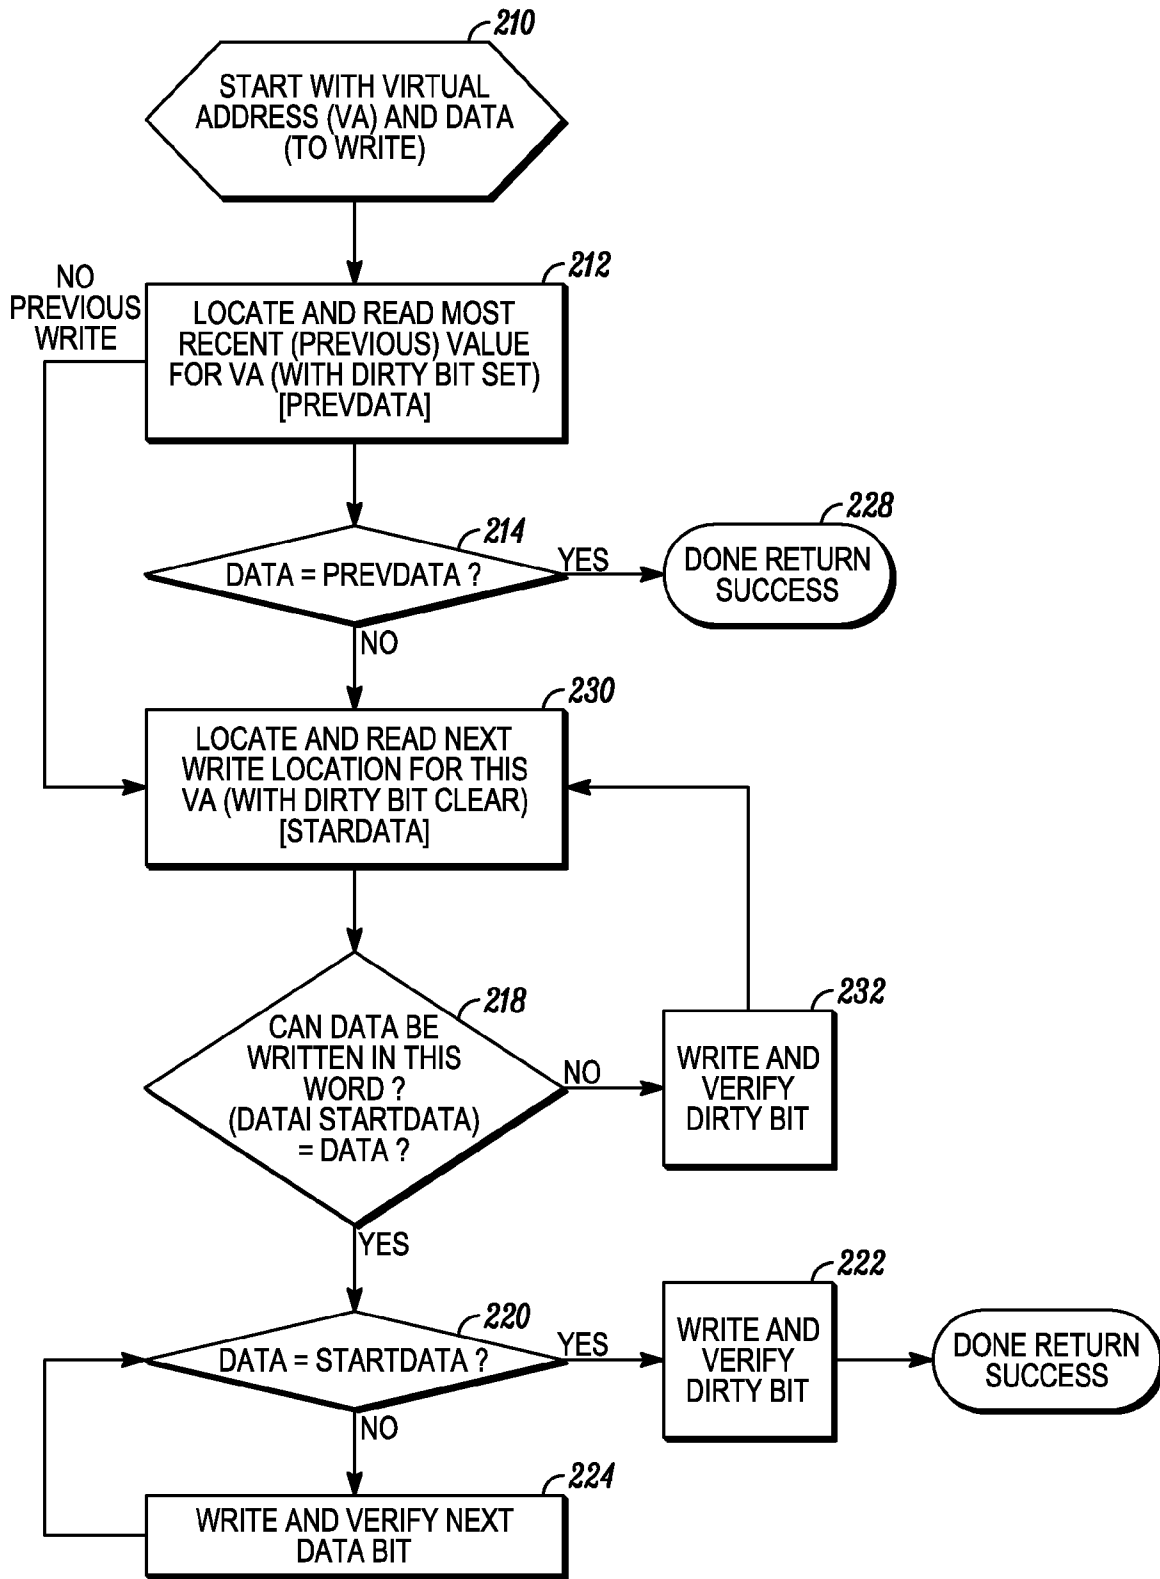 210
START WITH VIRTUAL
ADDRESS (VA) AND DATA
(TO WRITE)
NO
PREVIOUS
WRITE
212
LOCATE AND READ MOST
RECENT (PREVIOUS) VALUE
FOR VA (WITH DIRTY BIT SET)
[PREVDATA]
214
DATA = PREVDATA ?
YES
NO
228
DONE RETURN
SUCCESS
230
LOCATE AND READ NEXT
WRITE LOCATION FOR THIS
VA (WITH DIRTY BIT CLEAR)
[STARDATA]
218
CAN DATA BE
WRITTEN IN THIS
WORD ?
(DATAI STARTDATA)
= DATA ?
NO
YES
232
WRITE AND
VERIFY
DIRTY BIT
220
DATA = STARTDATA ?
YES
NO
222
WRITE AND
VERIFY
DIRTY BIT
DONE RETURN
SUCCESS
224
WRITE AND VERIFY NEXT
DATA BIT